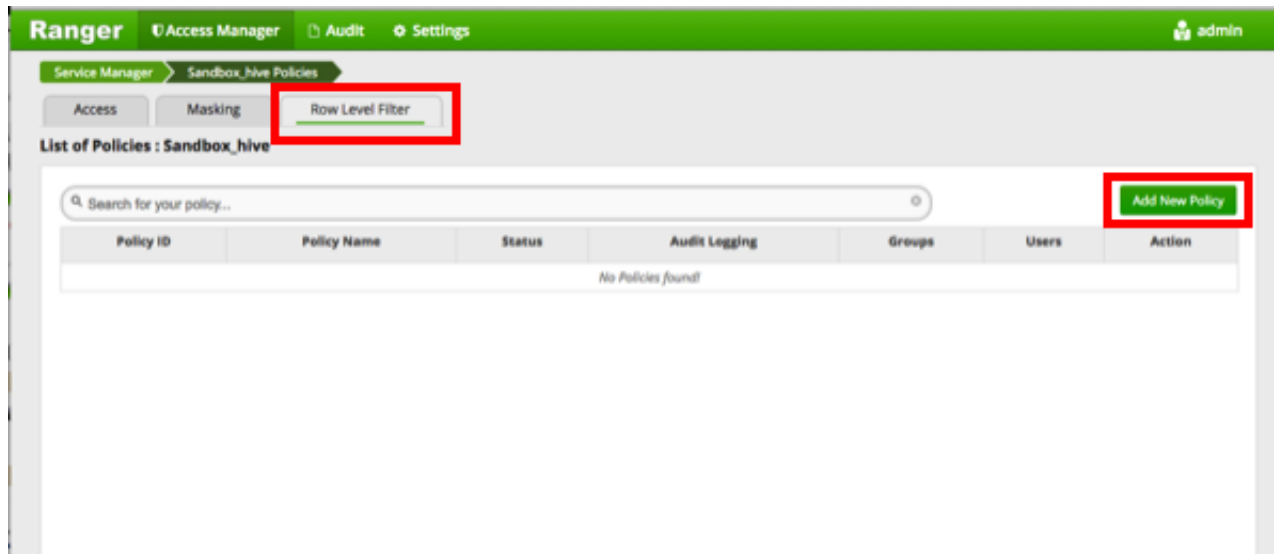 Ranger Access Manager Audit Settings admin
Service Manager Sandbox_hive Policies
Access Masking Row Level Filter
List of Policies : Sandbox_hive
Search for your policy... Add New Policy
Policy ID Policy Name Status Audit Logging Groups Users Action
No Policies found!